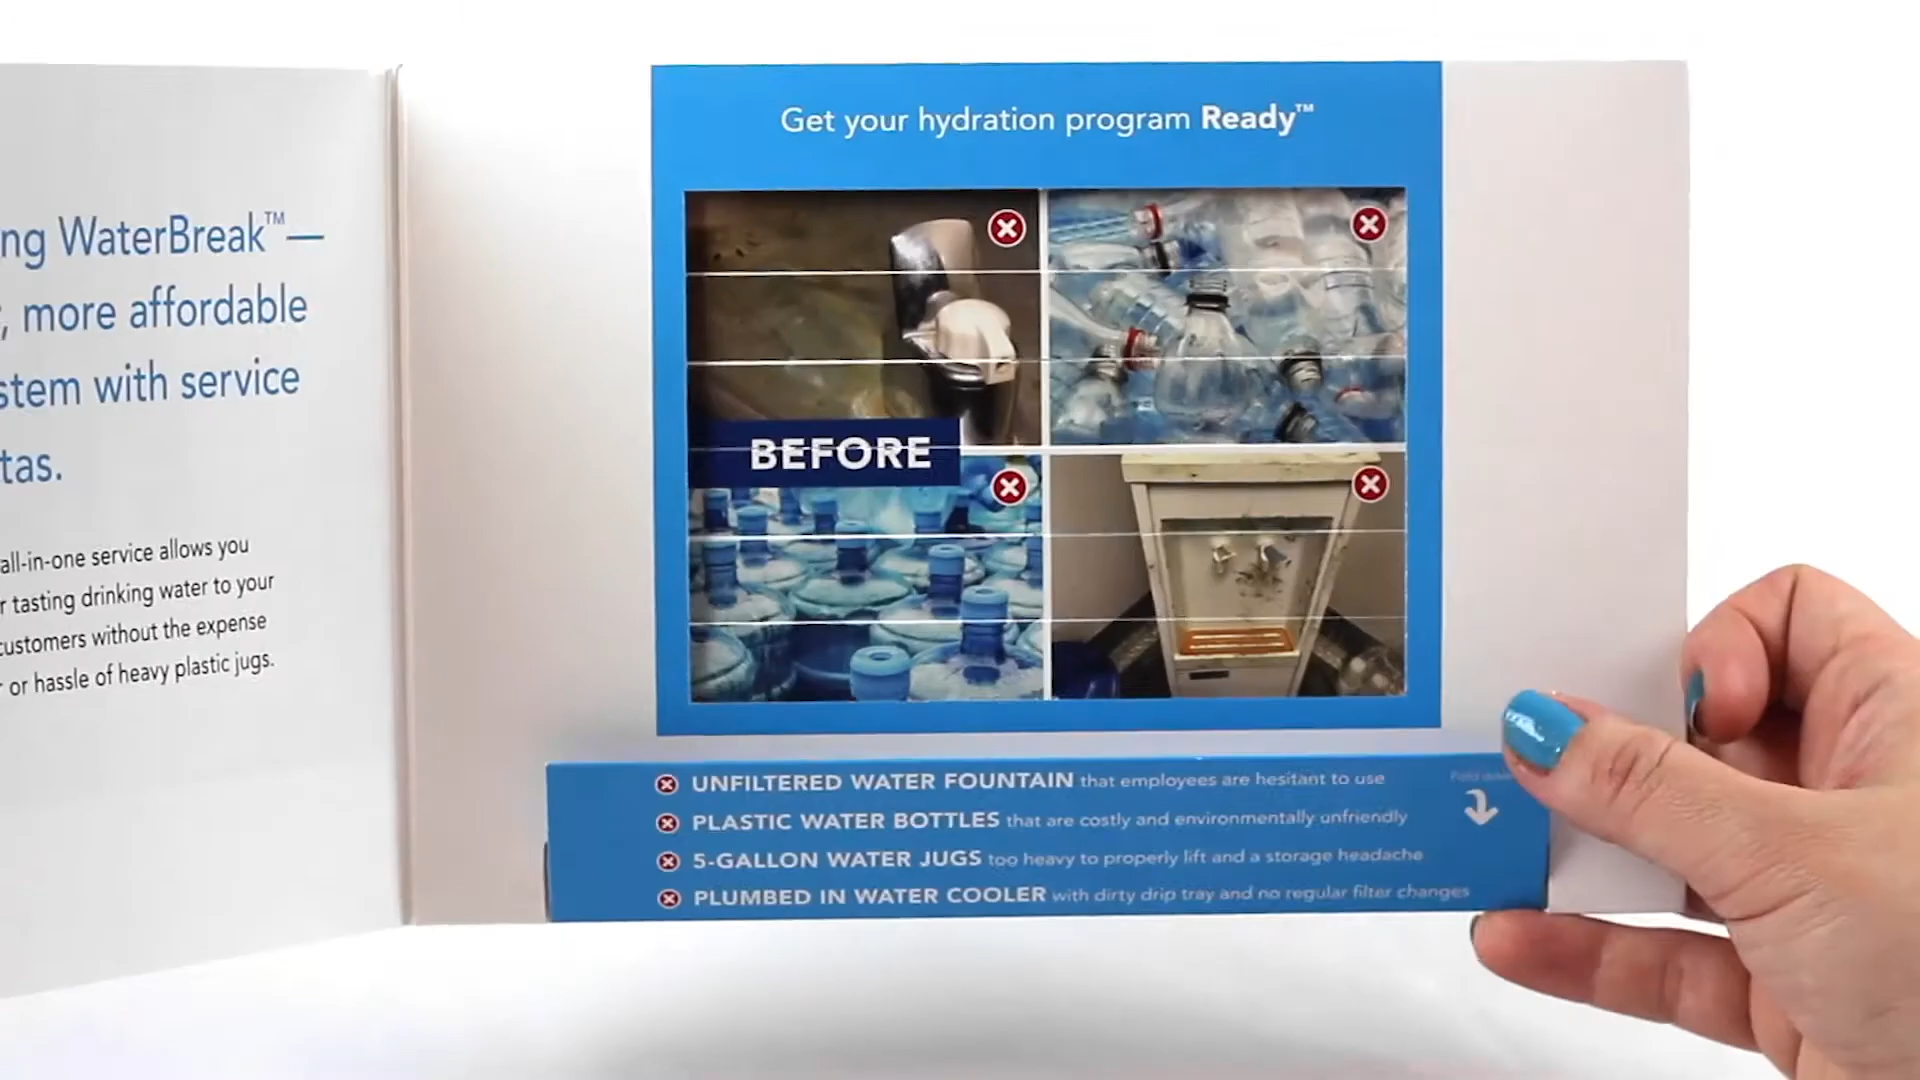 ng WaterBreak™—
, more affordable
stem with service
tas.
all-in-one service allows you
r tasting drinking water to your
customers without the expense
r or hassle of heavy plastic jugs.
Get your hydration program Ready™
BEFORE
UNFILTERED WATER FOUNTAIN that employees are hesitant to use
PLASTIC WATER BOTTLES that are costly and environmentally unfriendly
5-GALLON WATER JUGS too heavy to properly lift and a storage headache
PLUMBED IN WATER COOLER with dirty drip tray and no regular filter changes